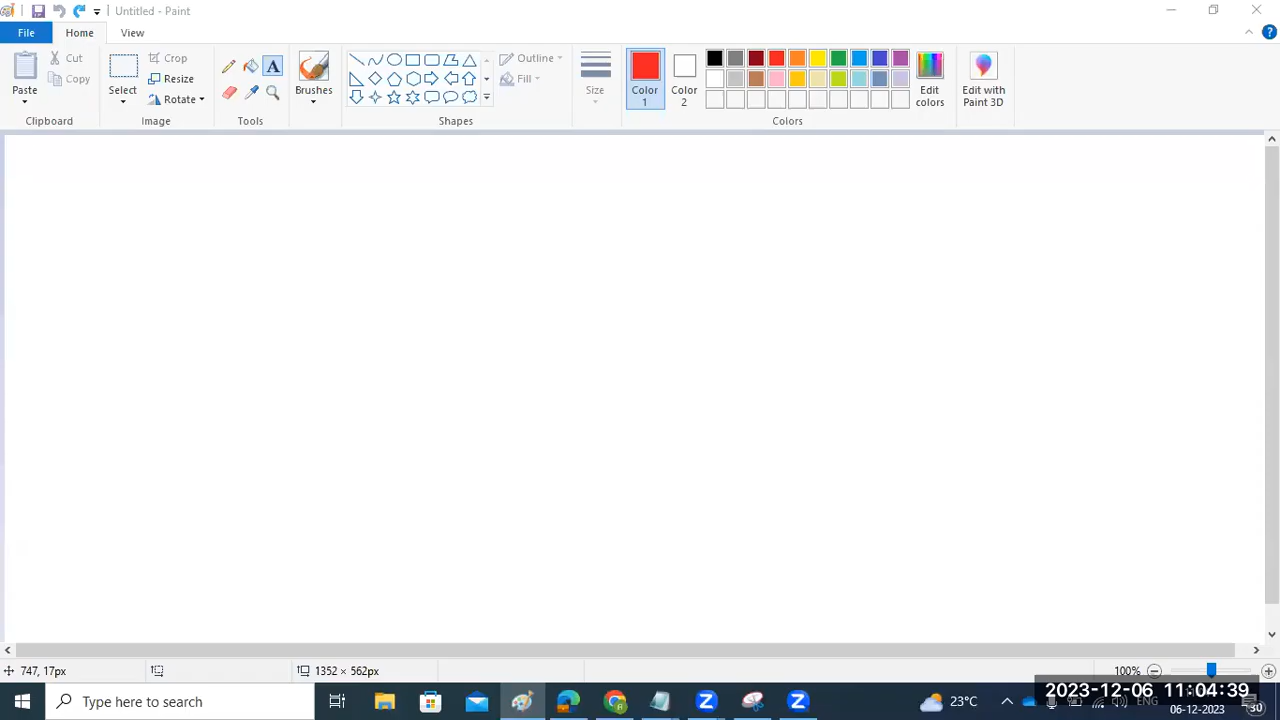 Untitled - Paint
File
Home
View
Paste
Cut
Copy
Clipboard
Select
Crop
Resize
Rotate
Image
A
Tools
Brushes
Shapes
Outline
Fill
Size
Color
1
Color
2
Edit
colors
Colors
Edit with
Paint 3D
747, 17px
1352 × 562px
100%
Type here to search
23°C
ENG
2023-12-06 11:04:39
06-12-2023
30